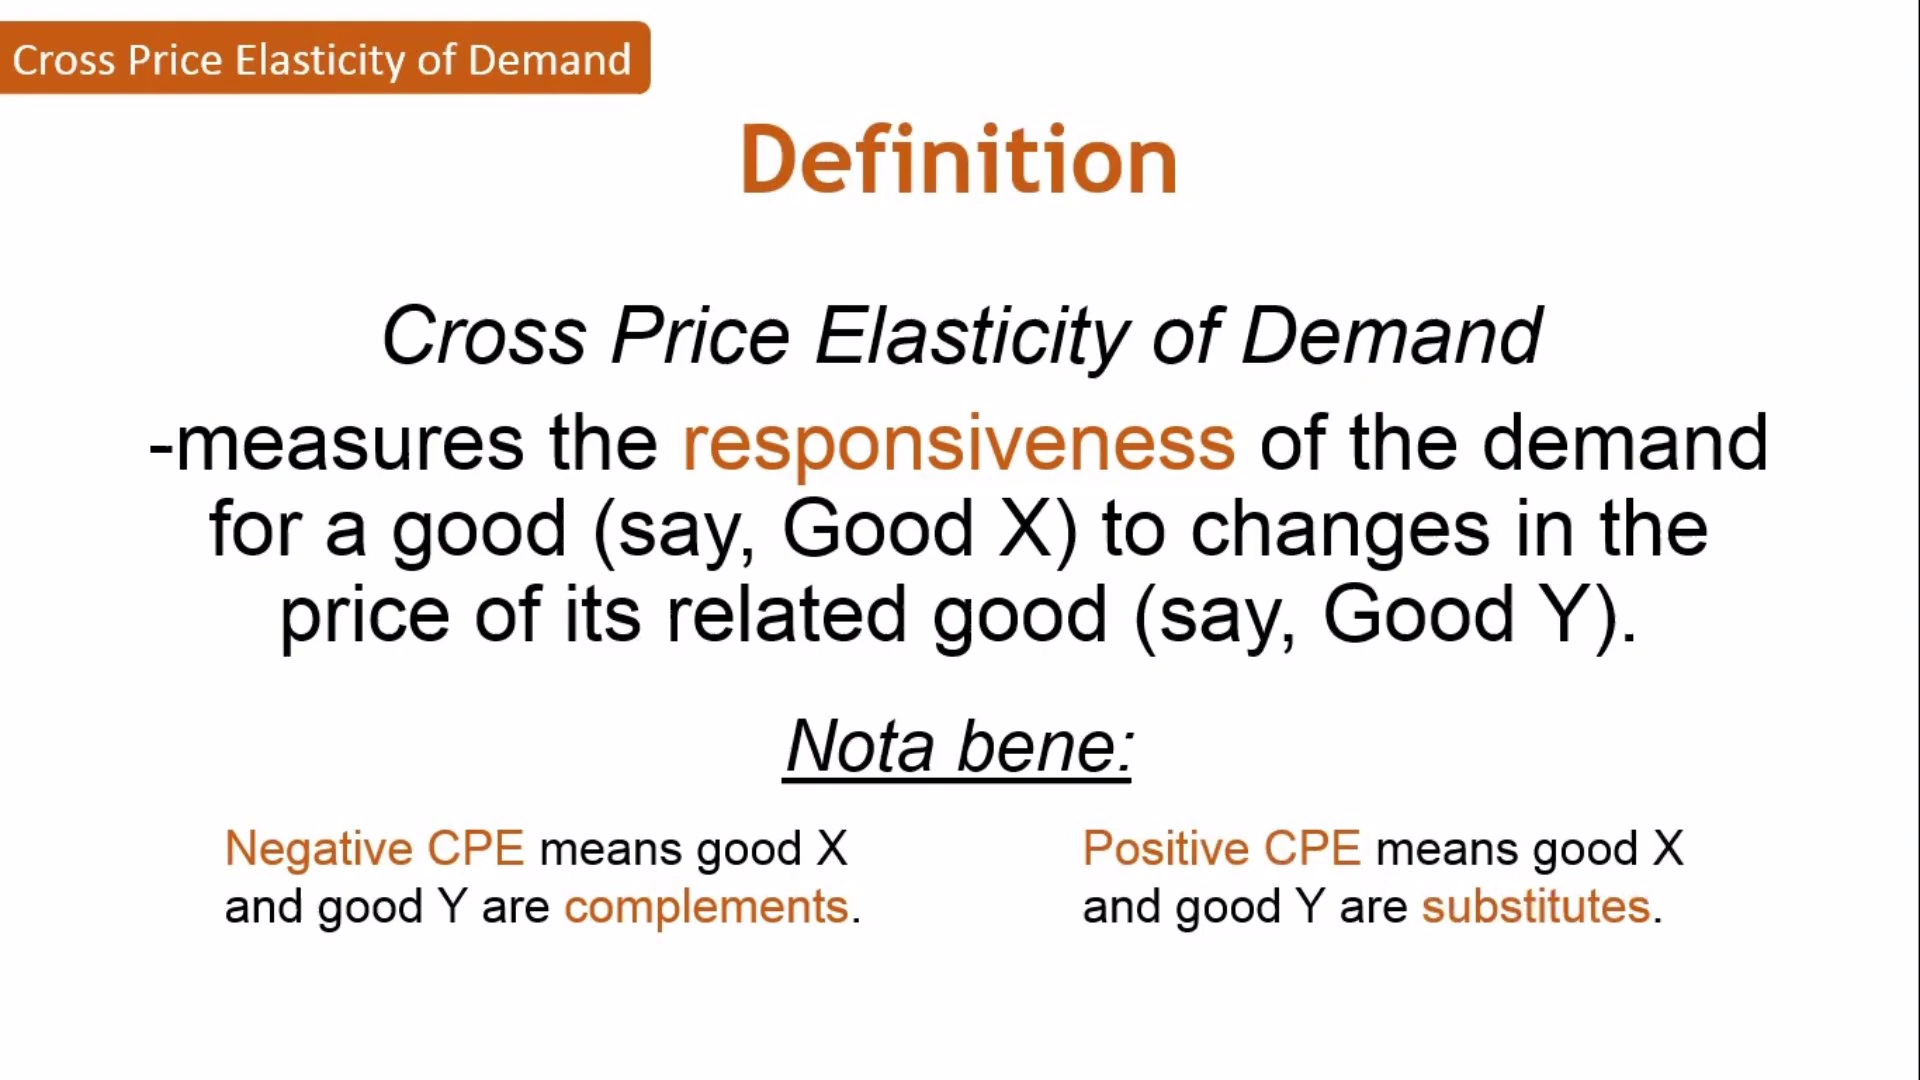 Cross Price Elasticity of Demand
Definition
Cross Price Elasticity of Demand
-measures the responsiveness of the demand
for a good (say, Good X) to changes in the
price of its related good (say, Good Y).
Nota bene:
Negative CPE means good X
and good Y are complements.
Positive CPE means good X
and good Y are substitutes.